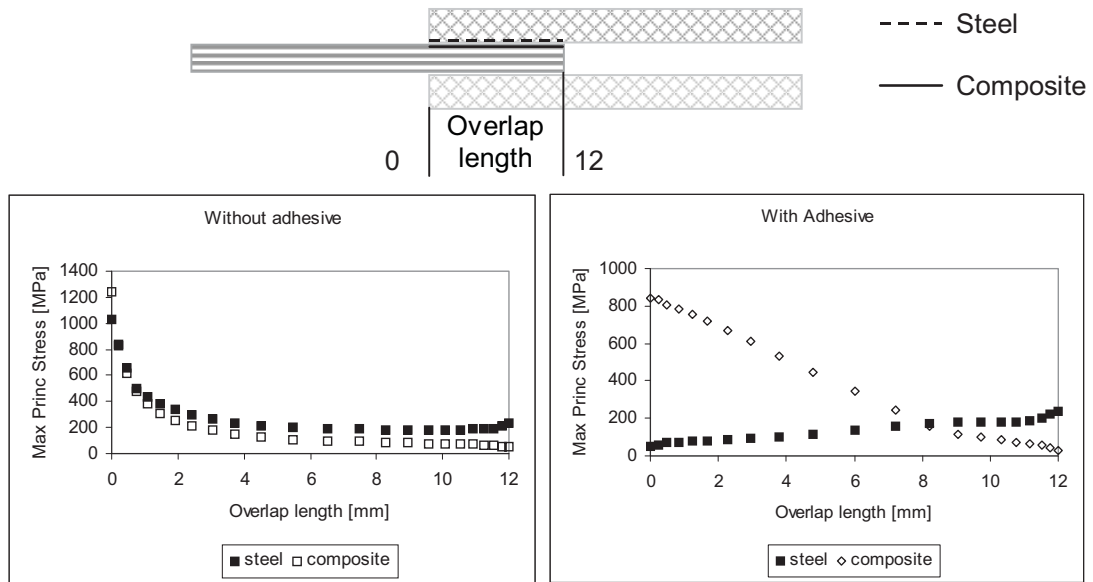 Steel
Composite
Overlap
length
0
12
Without adhesive
Max Princ Stress [MPa]
1400
1200
1000
800
600
400
200
0
0 2 4 6 8 10 12
Overlap length [mm]
steel composite
With Adhesive
Max Princ Stress [MPa]
1000
800
600
400
200
0
0 2 4 6 8 10 12
Overlap length [mm]
steel composite